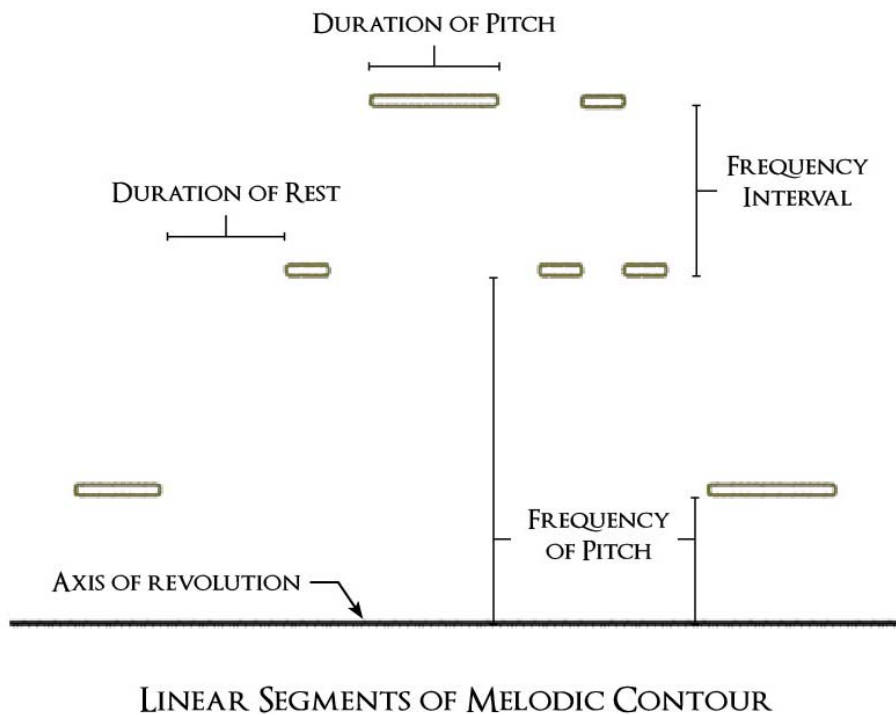 Duration of Pitch
Duration of Rest
Frequency
Interval
Frequency
of Pitch
Axis of revolution
Linear Segments of Melodic Contour